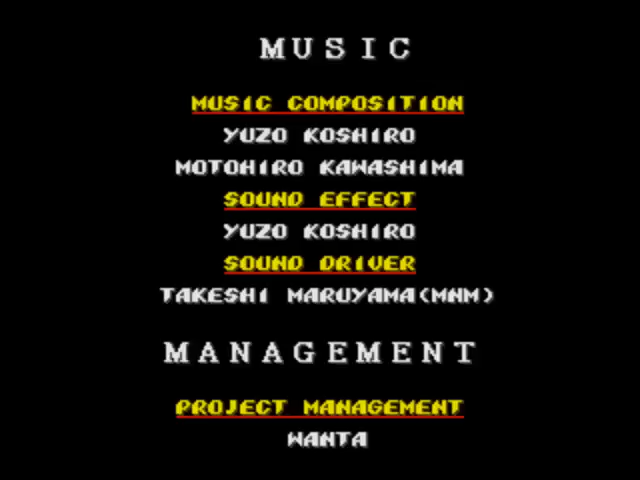 MUSIC
MUSIC COMPOSITION
YUZO KOSHIRO
MOTOHIRO KAWASHIMA
SOUND EFFECT
YUZO KOSHIRO
SOUND DRIVER
TAKESHI MARUYAMA(MNM)
MANAGEMENT
PROJECT MANAGEMENT
WANTA